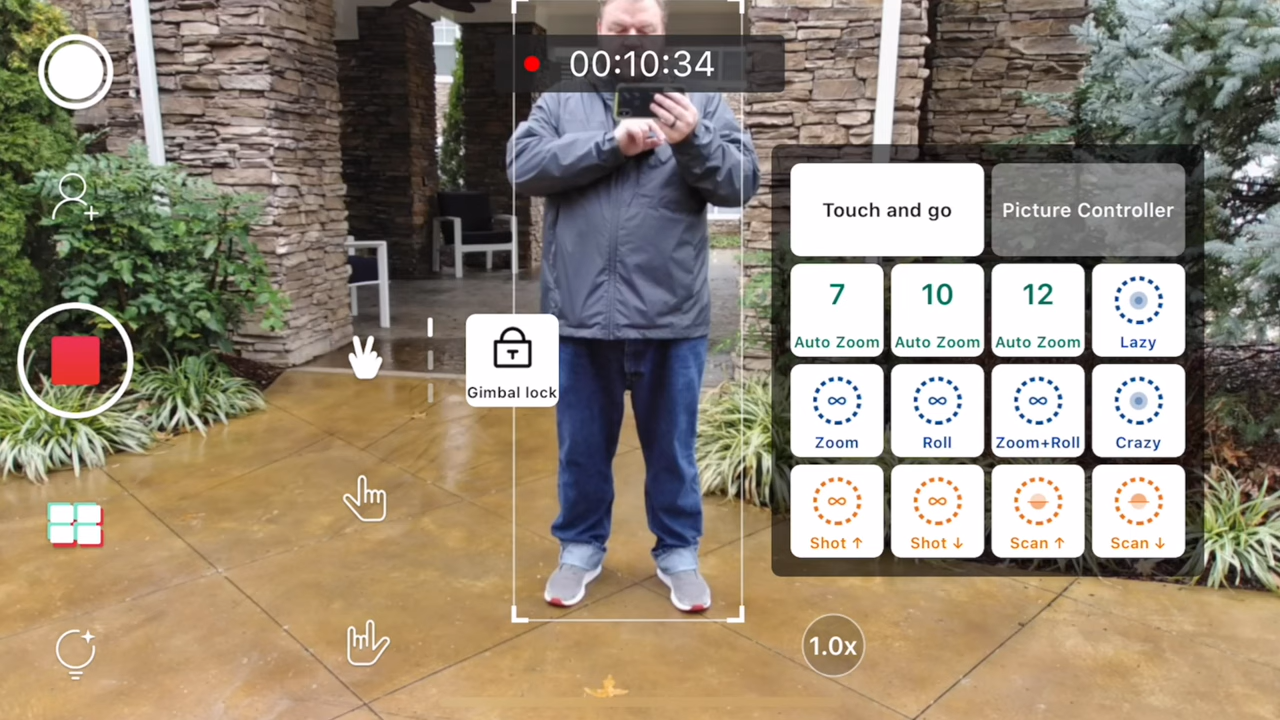 00:10:34
Touch and go
Picture Controller
7
Auto Zoom
10
Auto Zoom
12
Auto Zoom
Lazy
Gimbal lock
Zoom
Roll
Zoom+Roll
Crazy
Shot ↑
Shot ↓
Scan ↑
Scan ↓
1.0x